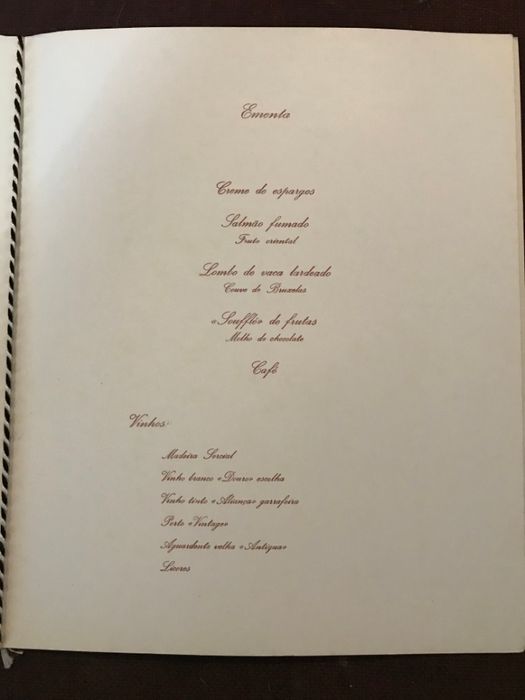 Ementa
Creme de espargos
Salmão fumado
Fruto oriental
Lombo de vaca lardeado
Couve de Bruxelas
«Soufflé» de frutas
Molho de chocolate
Café
Vinhos:
Madeira Sercial
Vinho branco «Douro» escolha
Vinho tinto «Aliança» garrafeira
Porto «Vintage»
Aguardente velha «Antiqua»
Licores